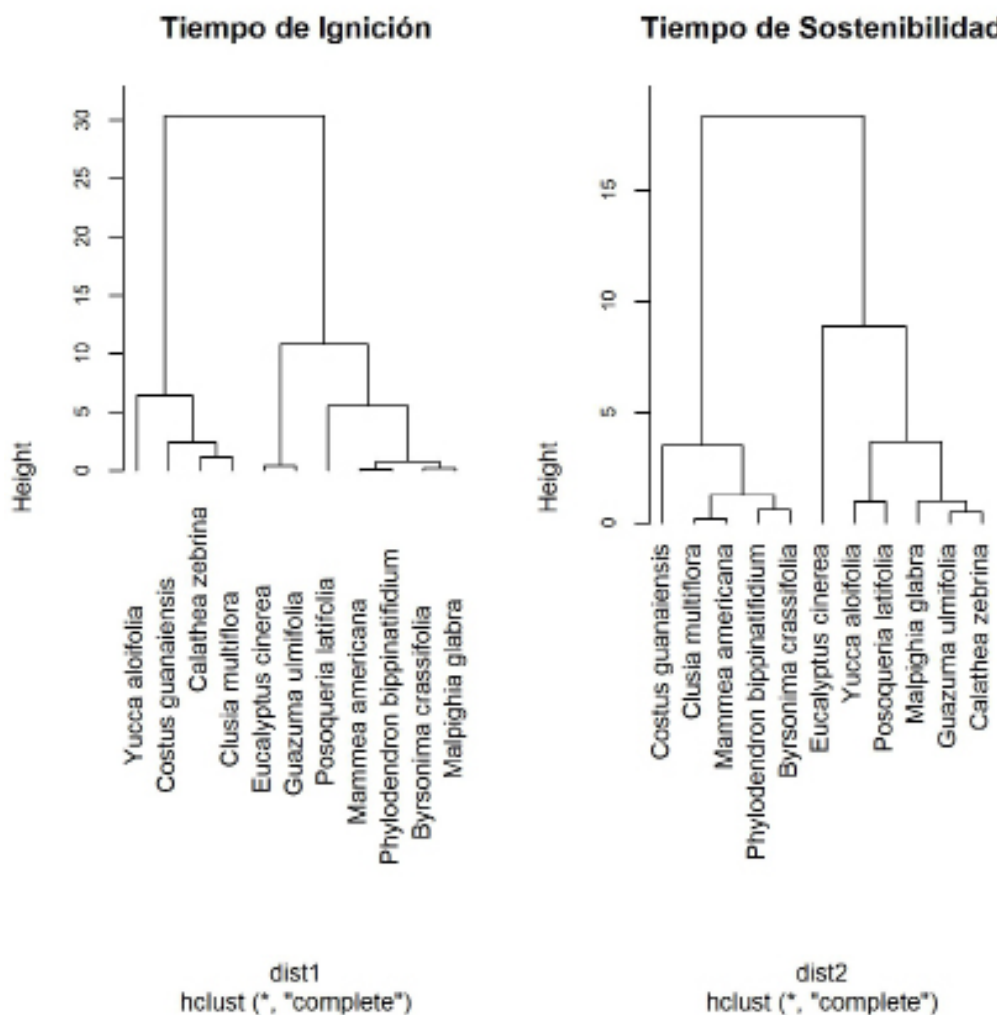 Tiempo de Ignición
Height
0
5
10
15
20
25
30
Yucca aloifolia
Costus guanaiensis
Calathea zebrina
Clusia multiflora
Eucalyptus cinerea
Guazuma ulmifolia
Posoqueria latifolia
Mammea americana
Phylodendron bippinatifidium
Byrsonima crassifolia
Malpighia glabra
dist1
hclust (*, "complete")
Tiempo de Sostenibilidad
Height
0
5
10
15
Costus guanaiensis
Clusia multiflora
Mammea americana
Phylodendron bippinatifidium
Byrsonima crassifolia
Eucalyptus cinerea
Yucca aloifolia
Posoqueria latifolia
Malpighia glabra
Guazuma ulmifolia
Calathea zebrina
dist2
hclust (*, "complete")